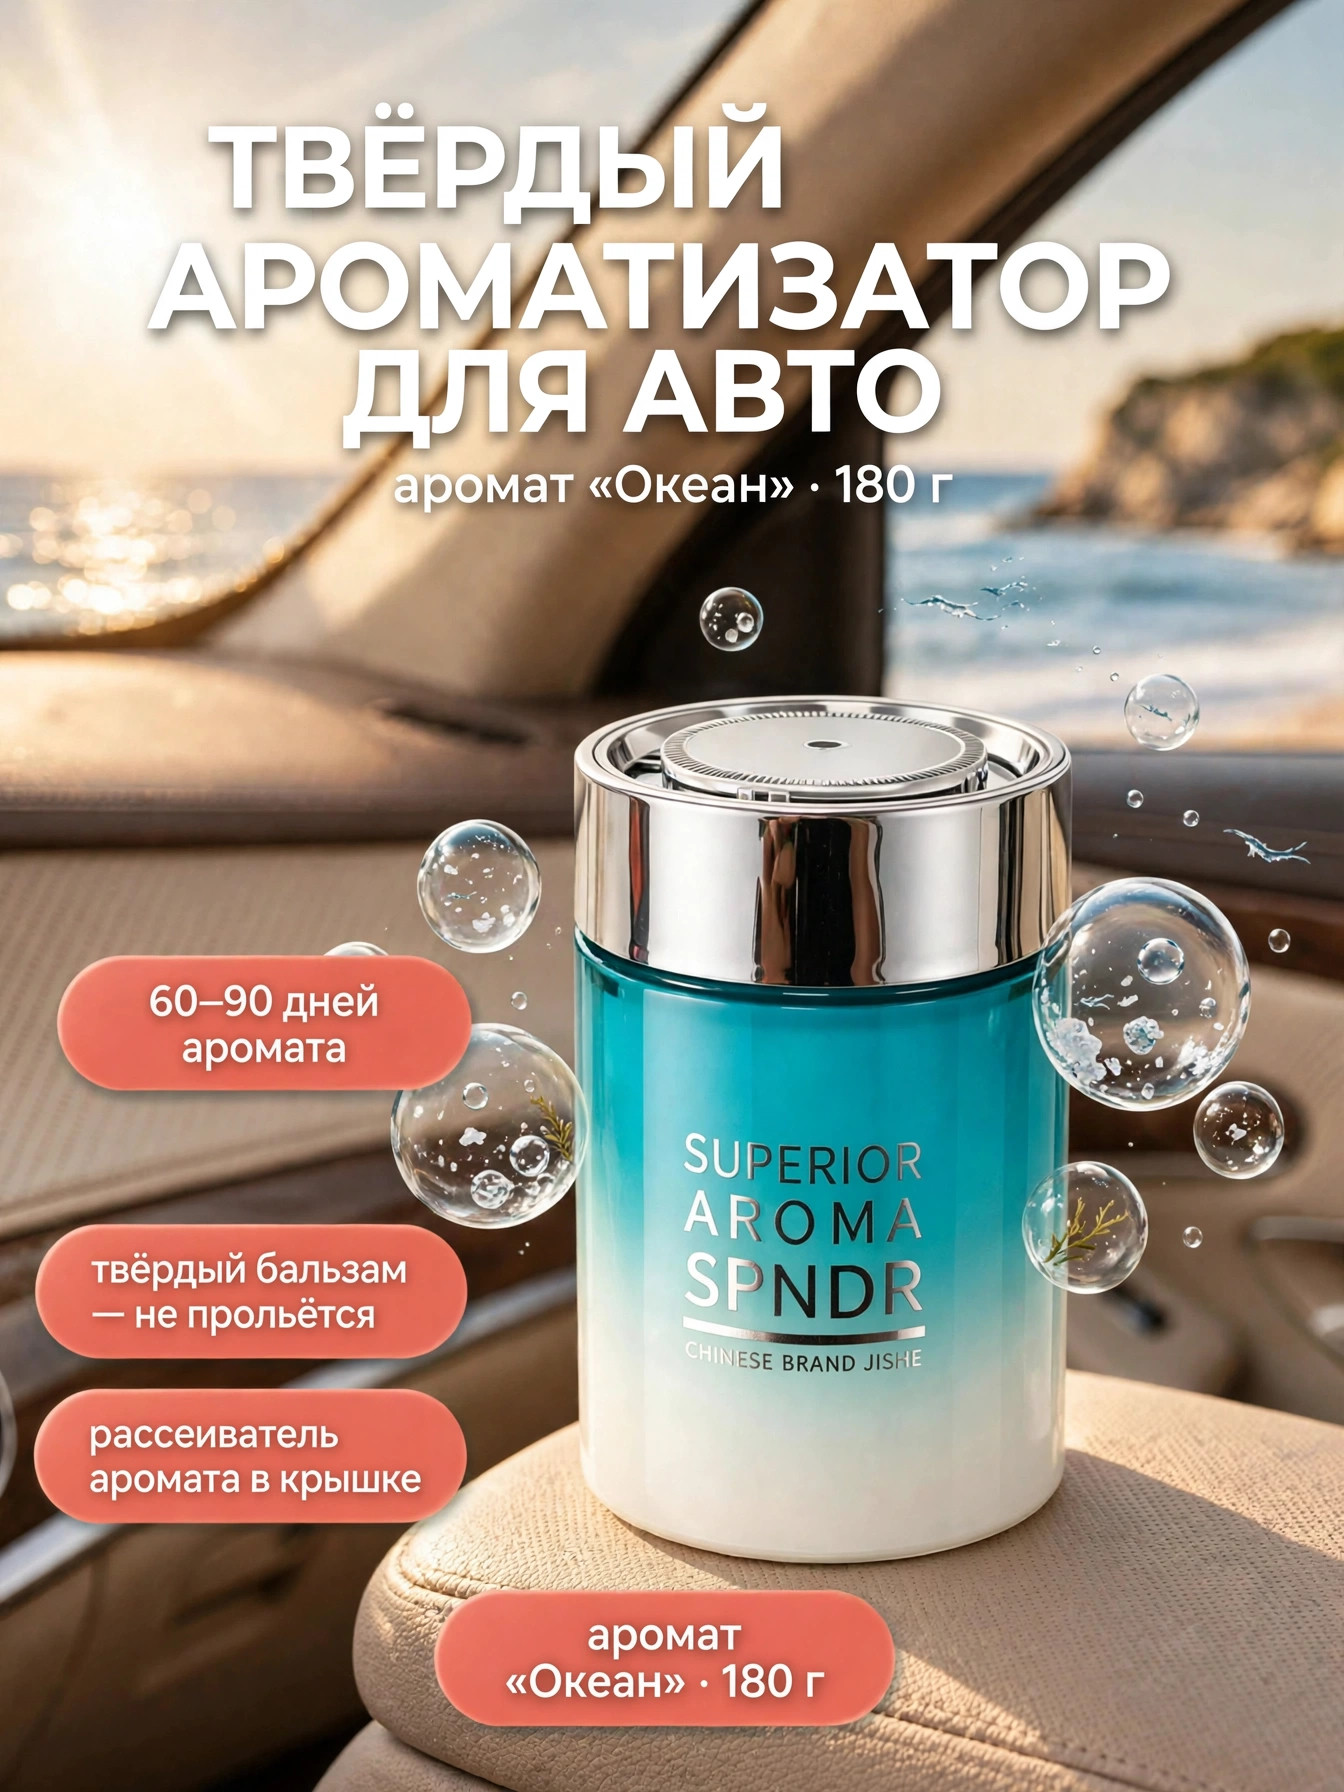 ТВЁРДЫЙ
АРОМАТИЗАТОР
ДЛЯ АВТО
аромат «Океан» · 180 г
60–90 дней
аромата
твёрдый бальзам
— не прольётся
рассеиватель
аромата в крышке
SUPERIOR
AROMA
SPNDR
CHINESE BRAND JISHE
аромат
«Океан» · 180 г